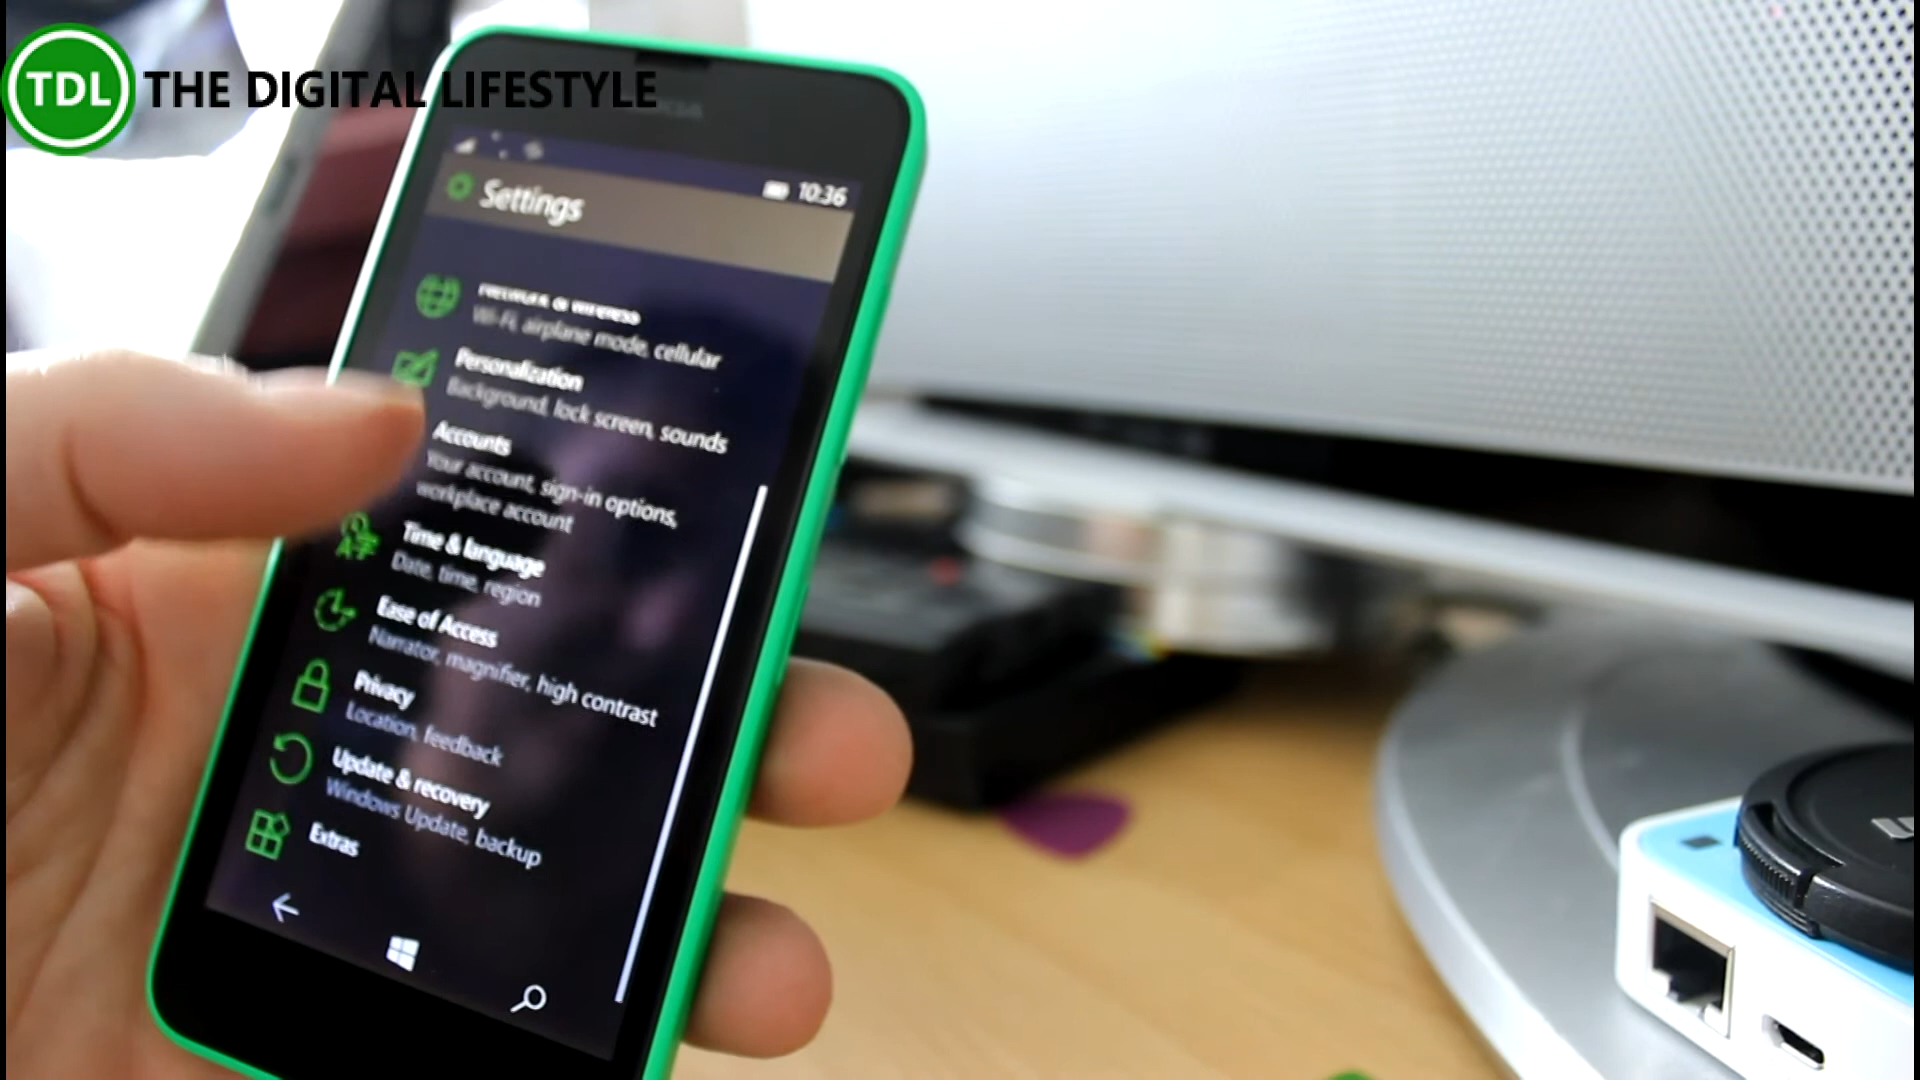 TDL THE DIGITAL LIFESTYLE
10:36
Settings
Network & wireless
Wi-Fi, airplane mode, cellular
Personalization
Background, lock screen, sounds
Accounts
Your account, sign-in options,
workplace account
Time & language
Date, time, region
Ease of Access
Narrator, magnifier, high contrast
Privacy
Location, feedback
Update & recovery
Windows Update, backup
Extras